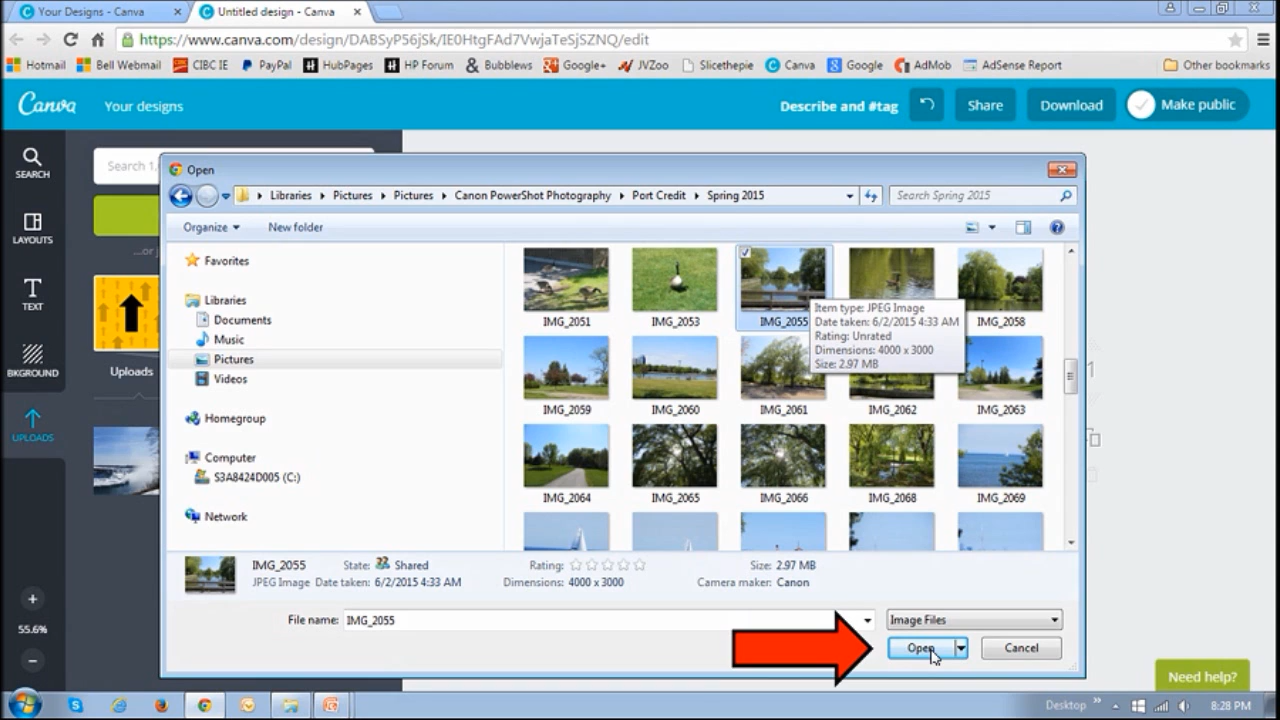 Your Designs - Canva
Untitled design - Canva
https://www.canva.com/design/DABSyP56jSk/IE0HtgFAd7VwjaTeSjSZNQ/edit
Hotmail Bell Webmail CIBC IE PayPal HubPages HP Forum Bubblews Google+ JVZoo Slicethepie Canva Google AdMob AdSense Report Other bookmarks
Canva Your designs Describe and #tag Share Download Make public
SEARCH
Search 1,
LAYOUTS
TEXT
BKGROUND
Uploads
UPLOADS
+
55.6%
Open
Libraries Pictures Pictures Canon PowerShot Photography Port Credit Spring 2015
Search Spring 2015
Organize New folder
Favorites
Libraries
Documents
Music
Pictures
Videos
Homegroup
Computer
S3A8424D005 (C:)
Network
IMG_2051 IMG_2053 IMG_2055 IMG_2058
Item type: JPEG Image
Date taken: 6/2/2015 4:33 AM
Rating: Unrated
Dimensions: 4000 x 3000
Size: 2.97 MB
IMG_2059 IMG_2060 IMG_2061 IMG_2062 IMG_2063
IMG_2064 IMG_2065 IMG_2066 IMG_2068 IMG_2069
IMG_2055 State: Shared Rating: Size: 2.97 MB
JPEG Image Date taken: 6/2/2015 4:33 AM Dimensions: 4000 x 3000 Camera maker: Canon
File name: IMG_2055 Image Files
Open Cancel
Need help?
Desktop 8:28 PM